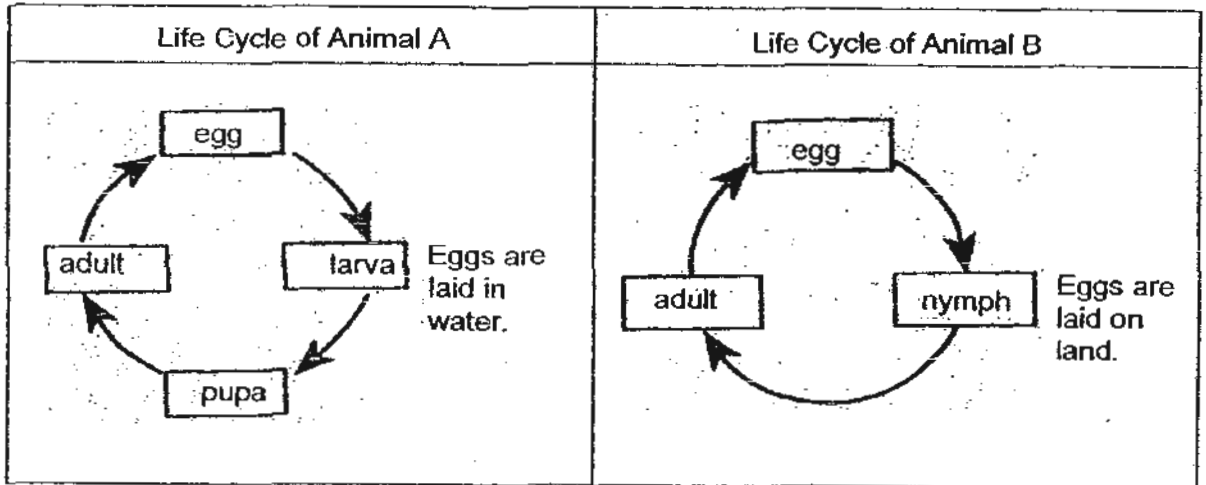 Life Cycle of Animal A
egg
adult
larva
Eggs are
laid in
water.
pupa
Life Cycle of Animal B
egg
adult
nymph
Eggs are
laid on
land.